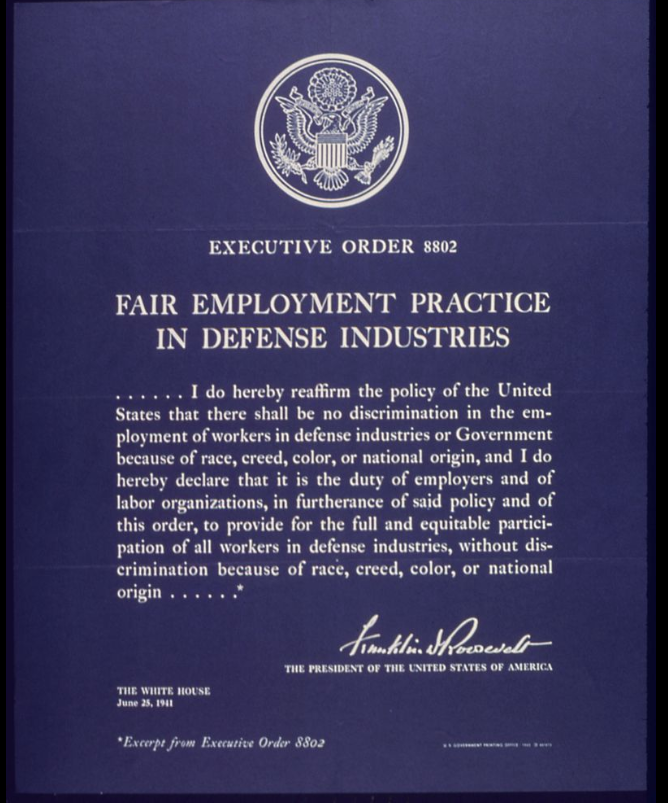 EXECUTIVE ORDER 8802
FAIR EMPLOYMENT PRACTICE
IN DEFENSE INDUSTRIES
. . . . . . I do hereby reaffirm the policy of the United
States that there shall be no discrimination in the em-
ployment of workers in defense industries or Government
because of race, creed, color, or national origin, and I do
hereby declare that it is the duty of employers and of
labor organizations, in furtherance of said policy and of
this order, to provide for the full and equitable partici-
pation of all workers in defense industries, without dis-
crimination because of race, creed, color, or national
origin . . . . . .*
Franklin D Roosevelt
THE PRESIDENT OF THE UNITED STATES OF AMERICA
THE WHITE HOUSE
June 25, 1941
*Excerpt from Executive Order 8802
U. S. GOVERNMENT PRINTING OFFICE